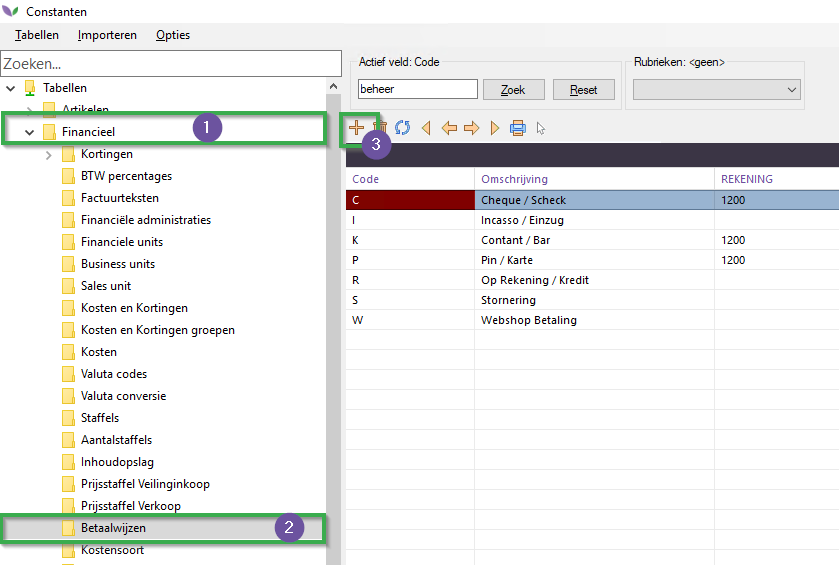 Constanten
Tabellen Importeren Opties
Zoeken...
Tabellen
Artikelen
Financieel 1
Kortingen
BTW percentages
Factuurteksten
Financiële administraties
Financiele units
Business units
Sales unit
Kosten en Kortingen
Kosten en Kortingen groepen
Kosten
Valuta codes
Valuta conversie
Staffels
Aantalstaffels
Inhoudopslag
Prijsstaffel Veilinginkoop
Prijsstaffel Verkoop
Betaalwijzen 2
Kostensoort
Actief veld: Code
beheer Zoek Reset
Rubrieken: <geen>
3
Code Omschrijving REKENING
C Cheque / Scheck 1200
I Incasso / Einzug
K Contant / Bar 1200
P Pin / Karte 1200
R Op Rekening / Kredit
S Stornering
W Webshop Betaling